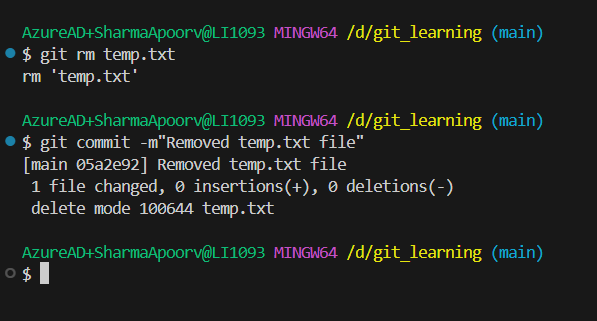 AzureAD+SharmaApoorv@LI1093 MINGW64 /d/git_learning (main)
$ git rm temp.txt
rm 'temp.txt'
AzureAD+SharmaApoorv@LI1093 MINGW64 /d/git_learning (main)
$ git commit -m"Removed temp.txt file"
[main 05a2e92] Removed temp.txt file
 1 file changed, 0 insertions(+), 0 deletions(-)
 delete mode 100644 temp.txt
AzureAD+SharmaApoorv@LI1093 MINGW64 /d/git_learning (main)
$